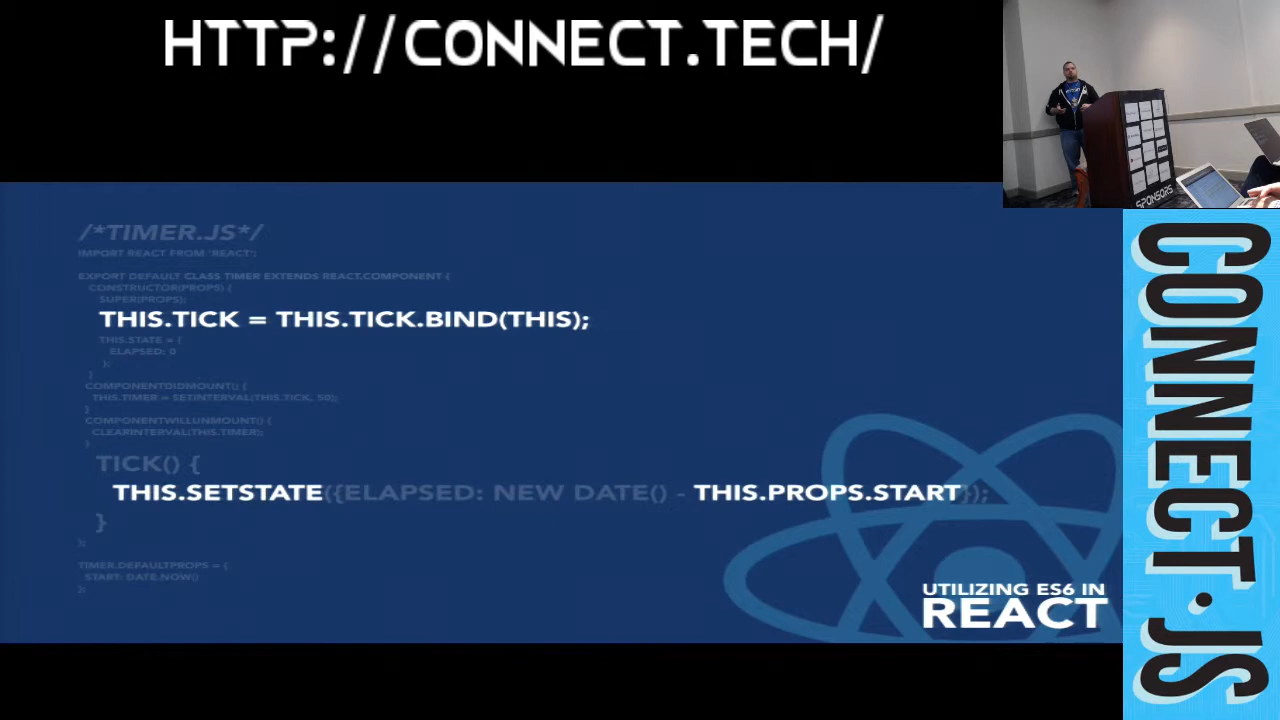 HTTP://CONNECT.TECH/
SPONSORS
/*TIMER.JS*/
IMPORT REACT FROM "REACT";
EXPORT DEFAULT CLASS TIMER EXTENDS REACT.COMPONENT {
CONSTRUCTOR(PROPS) {
SUPER(PROPS);
THIS.TICK = THIS.TICK.BIND(THIS);
THIS.STATE = {
ELAPSED: 0
};
}
COMPONENTDIDMOUNT() {
THIS.TIMER = SETINTERVAL(THIS.TICK, 50);
}
COMPONENTWILLUNMOUNT() {
CLEARINTERVAL(THIS.TIMER);
}
TICK() {
THIS.SETSTATE({ELAPSED: NEW DATE() - THIS.PROPS.START});
}
};
TIMER.DEFAULTPROPS = {
START: DATE.NOW()
};
UTILIZING ES6 IN
REACT
CONNECT.JS